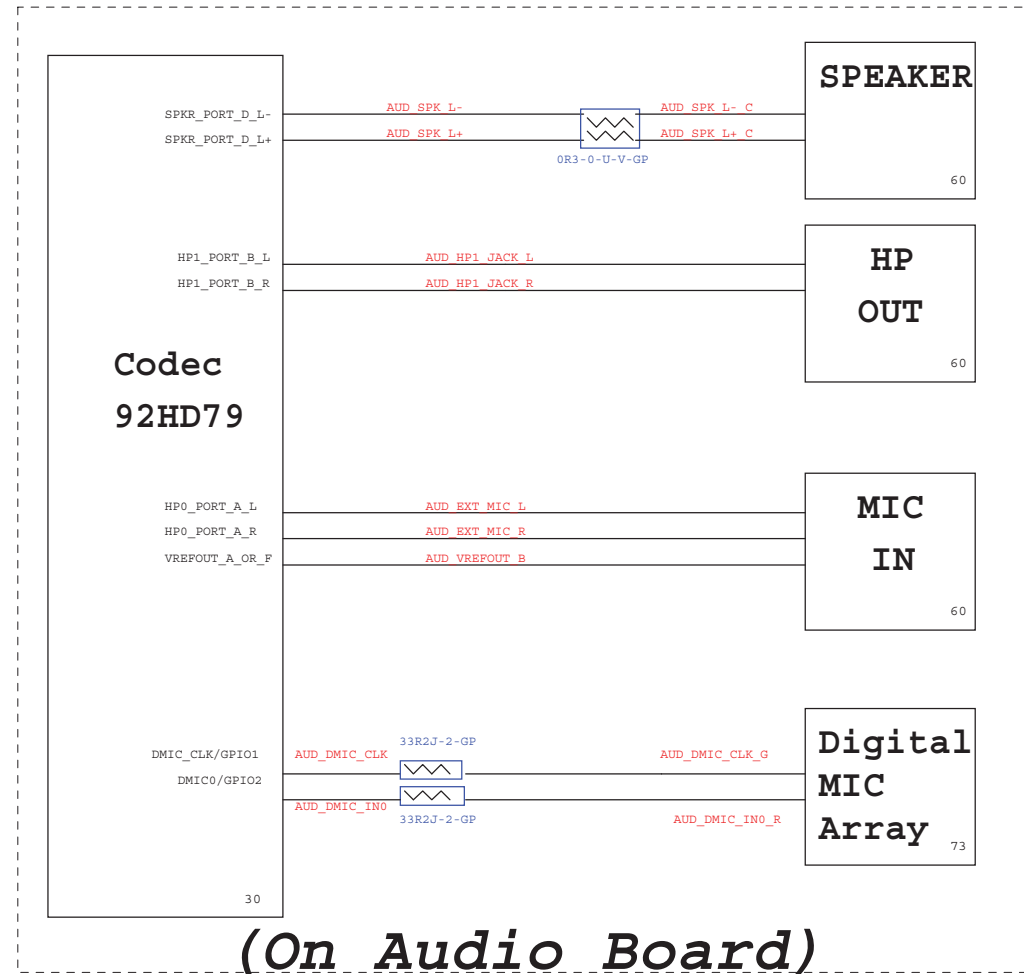 SPEAKER
SPKR_PORT_D_L-
AUD_SPK_L-
AUD_SPK_L-_C
SPKR_PORT_D_L+
AUD_SPK_L+
AUD_SPK_L+_C
0R3-0-U-V-GP
60
HP1_PORT_B_L
AUD_HP1_JACK_L
HP
HP1_PORT_B_R
AUD_HP1_JACK_R
OUT
60
Codec
92HD79
HP0_PORT_A_L
AUD_EXT_MIC_L
MIC
HP0_PORT_A_R
AUD_EXT_MIC_R
VREFOUT_A_OR_F
AUD_VREFOUT_B
IN
60
33R2J-2-GP
DMIC_CLK/GPIO1
AUD_DMIC_CLK
AUD_DMIC_CLK_G
Digital
DMIC0/GPIO2
MIC
AUD_DMIC_IN0
33R2J-2-GP
AUD_DMIC_IN0_R
Array
73
30
(On Audio Board)